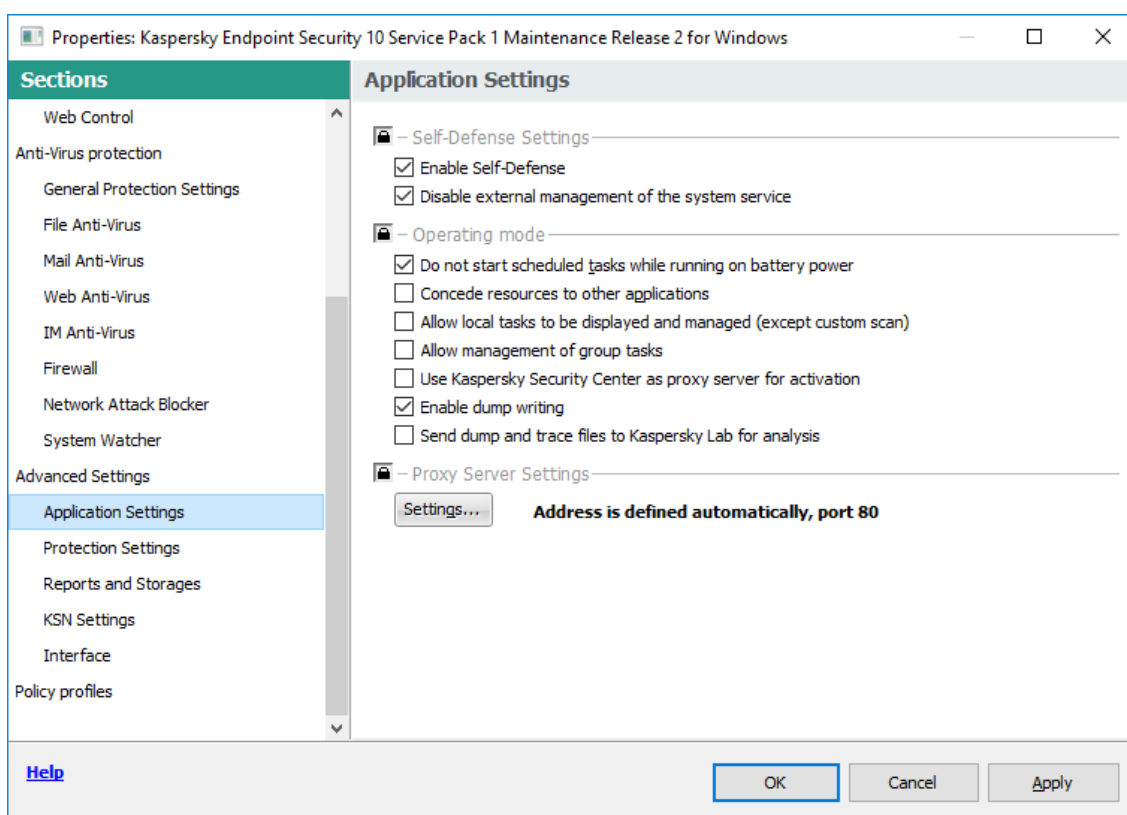 Properties: Kaspersky Endpoint Security 10 Service Pack 1 Maintenance Release 2 for Windows
Sections
Web Control
Anti-Virus protection
General Protection Settings
File Anti-Virus
Mail Anti-Virus
Web Anti-Virus
IM Anti-Virus
Firewall
Network Attack Blocker
System Watcher
Advanced Settings
Application Settings
Protection Settings
Reports and Storages
KSN Settings
Interface
Policy profiles
Application Settings
Self-Defense Settings
Enable Self-Defense
Disable external management of the system service
Operating mode
Do not start scheduled tasks while running on battery power
Concede resources to other applications
Allow local tasks to be displayed and managed (except custom scan)
Allow management of group tasks
Use Kaspersky Security Center as proxy server for activation
Enable dump writing
Send dump and trace files to Kaspersky Lab for analysis
Proxy Server Settings
Settings... Address is defined automatically, port 80
Help
OK Cancel Apply